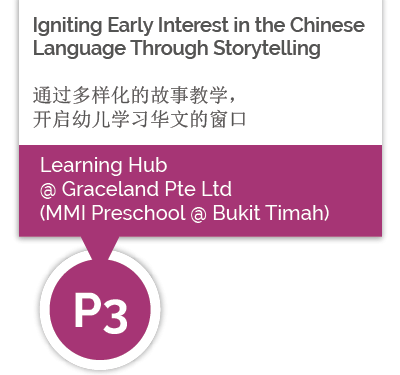 Igniting Early Interest in the Chinese
Language Through Storytelling
通过多样化的故事教学，
开启幼儿学习华文的窗口
Learning Hub
@ Graceland Pte Ltd
(MMI Preschool @ Bukit Timah)
P3